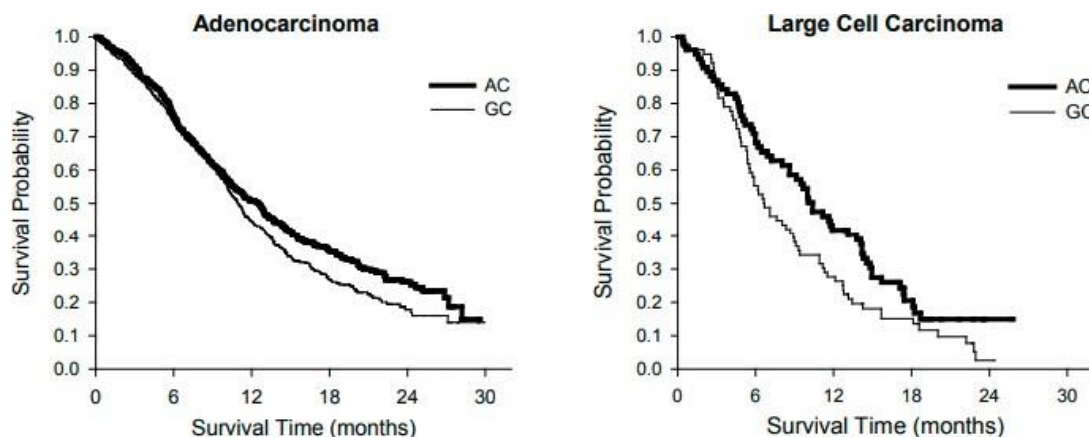 Adenocarcinoma
Survival Probability
1.0
0.9
0.8
0.7
0.6
0.5
0.4
0.3
0.2
0.1
0.0
AC
GC
0 6 12 18 24 30
Survival Time (months)
Large Cell Carcinoma
Survival Probability
1.0
0.9
0.8
0.7
0.6
0.5
0.4
0.3
0.2
0.1
0.0
AC
GC
0 6 12 18 24 30
Survival Time (months)